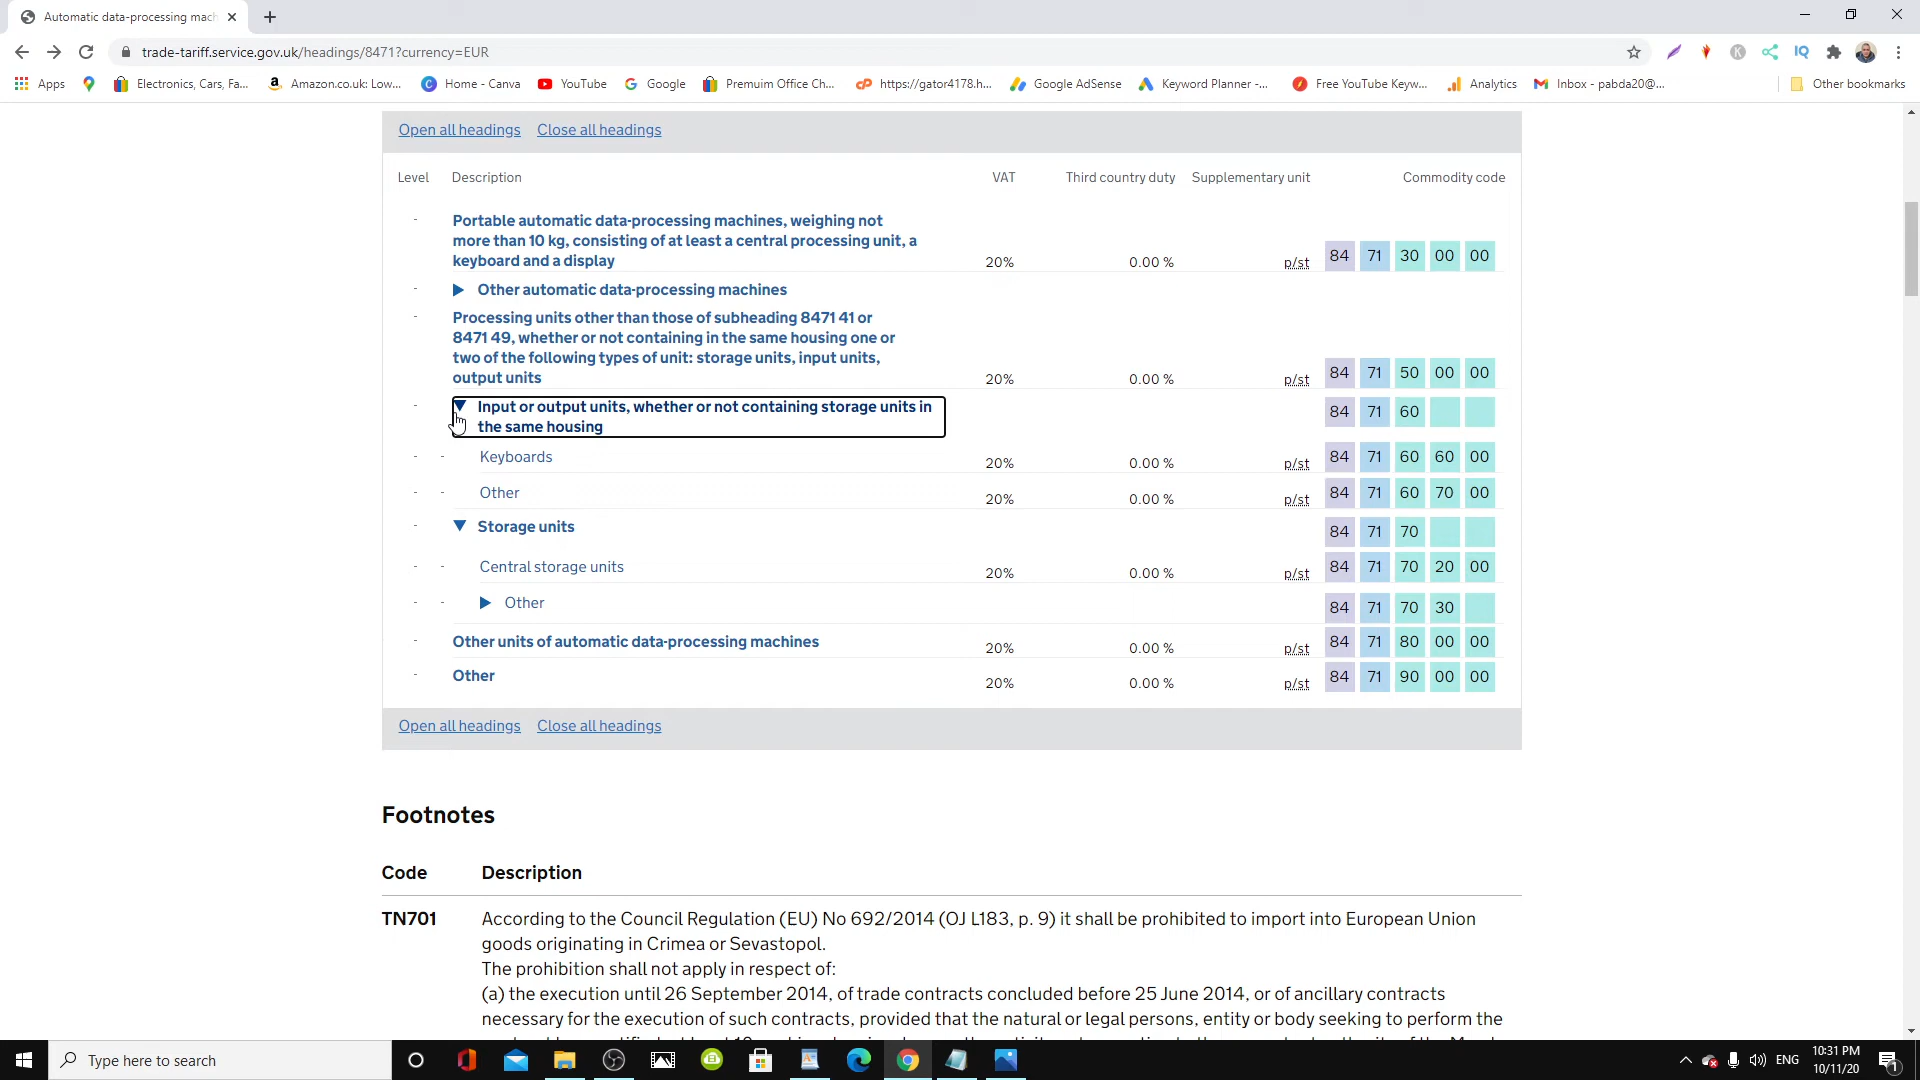 Automatic data-processing mach
trade-tariff.service.gov.uk/headings/8471?currency=EUR
Apps Electronics, Cars, Fa... Amazon.co.uk: Low... Home - Canva YouTube Google Premuim Office Ch... https://gator4178.h... Google AdSense Keyword Planner -... Free YouTube Keyw... Analytics Inbox - pabda20@... Other bookmarks
Open all headings Close all headings
Level Description VAT Third country duty Supplementary unit Commodity code
- Portable automatic data-processing machines, weighing not
more than 10 kg, consisting of at least a central processing unit, a
keyboard and a display 20% 0.00 % p/st 84 71 30 00 00
- Other automatic data-processing machines
- Processing units other than those of subheading 8471 41 or
8471 49, whether or not containing in the same housing one or
two of the following types of unit: storage units, input units,
output units 20% 0.00 % p/st 84 71 50 00 00
- Input or output units, whether or not containing storage units in
the same housing 84 71 60
- - Keyboards 20% 0.00 % p/st 84 71 60 60 00
- - Other 20% 0.00 % p/st 84 71 60 70 00
- Storage units 84 71 70
- - Central storage units 20% 0.00 % p/st 84 71 70 20 00
- - Other 84 71 70 30
- Other units of automatic data-processing machines 20% 0.00 % p/st 84 71 80 00 00
- Other 20% 0.00 % p/st 84 71 90 00 00
Open all headings Close all headings
Footnotes
Code Description
TN701 According to the Council Regulation (EU) No 692/2014 (OJ L183, p. 9) it shall be prohibited to import into European Union
goods originating in Crimea or Sevastopol.
The prohibition shall not apply in respect of:
(a) the execution until 26 September 2014, of trade contracts concluded before 25 June 2014, or of ancillary contracts
necessary for the execution of such contracts, provided that the natural or legal persons, entity or body seeking to perform the
Type here to search
ENG
10:31 PM
10/11/20
1